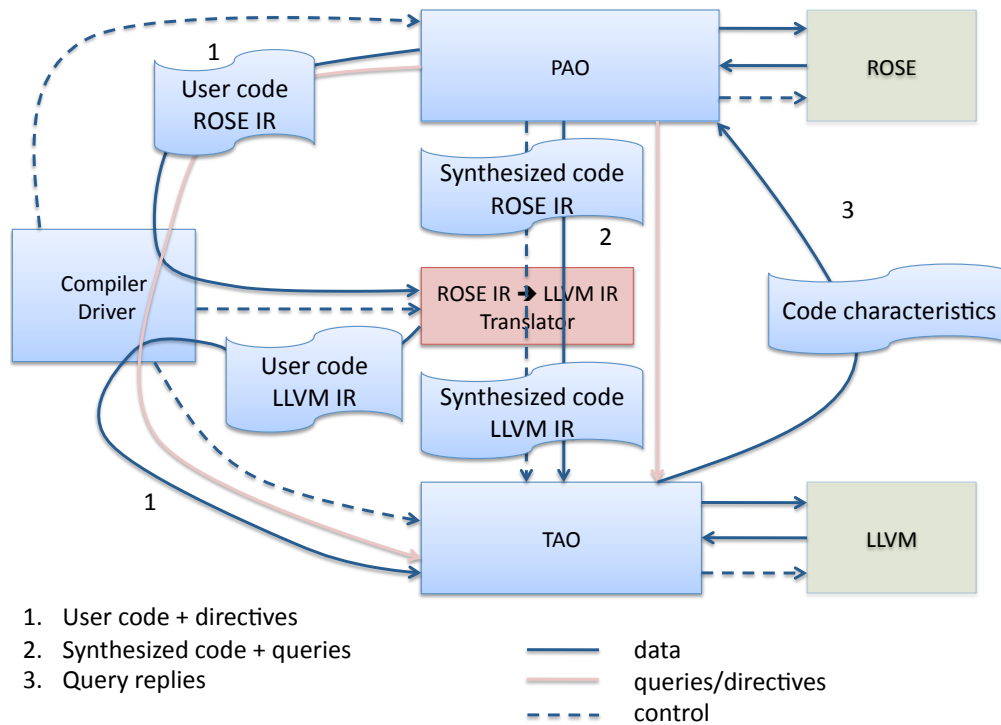 1
User code
ROSE IR
PAO
ROSE
Synthesized code
ROSE IR
2
3
Compiler
Driver
ROSE IR ➔ LLVM IR
Translator
Code characteristics
User code
LLVM IR
Synthesized code
LLVM IR
1
TAO
LLVM
1. User code + directives
2. Synthesized code + queries
3. Query replies
data
queries/directives
control